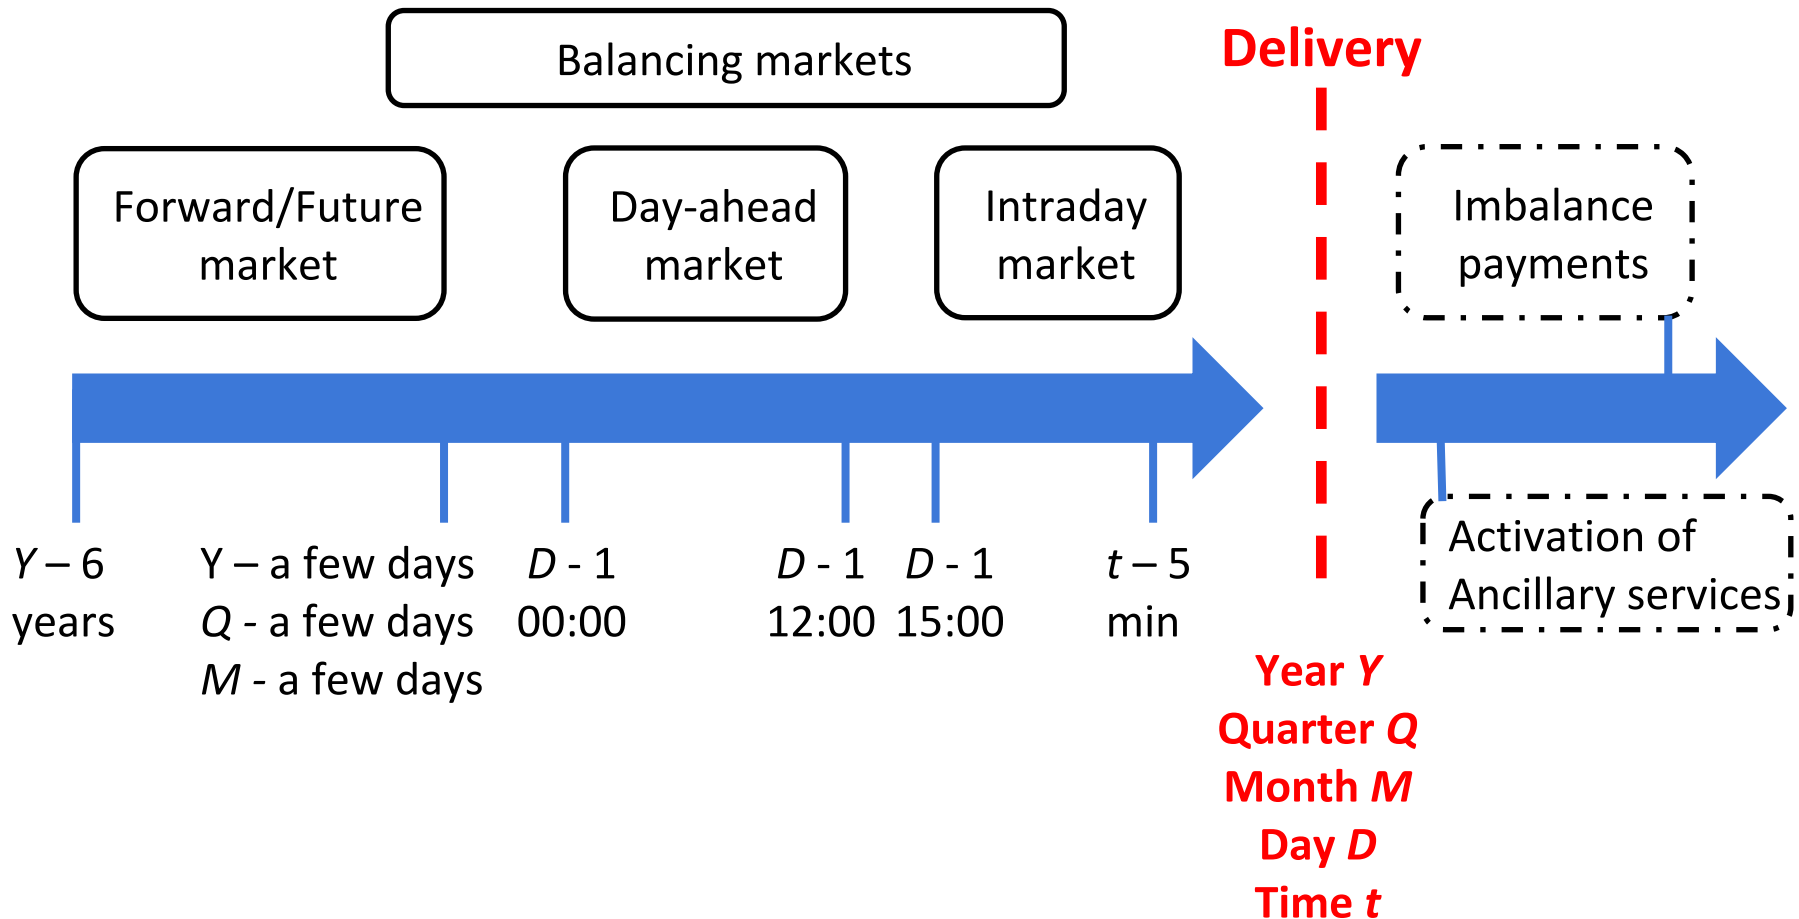 Balancing markets
Delivery
Forward/Future
market
Day-ahead
market
Intraday
market
Imbalance
payments
Y – 6
years
Y – a few days
Q - a few days
M - a few days
D - 1
00:00
D - 1
12:00
D - 1
15:00
t – 5
min
Activation of
Ancillary services
Year Y
Quarter Q
Month M
Day D
Time t